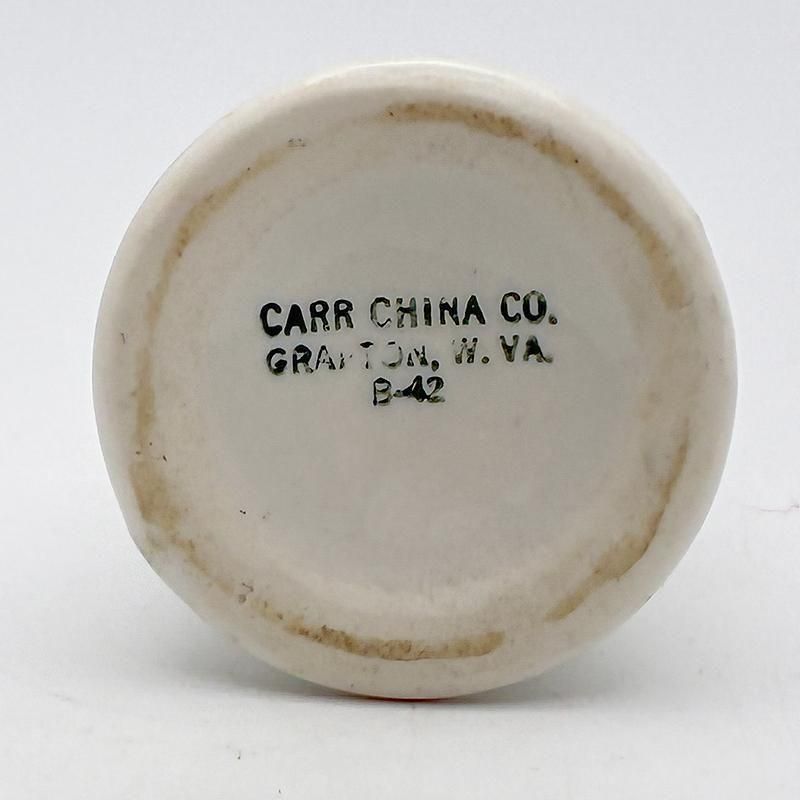 CARR CHINA CO.
GRAFTON, W. VA.
B-42